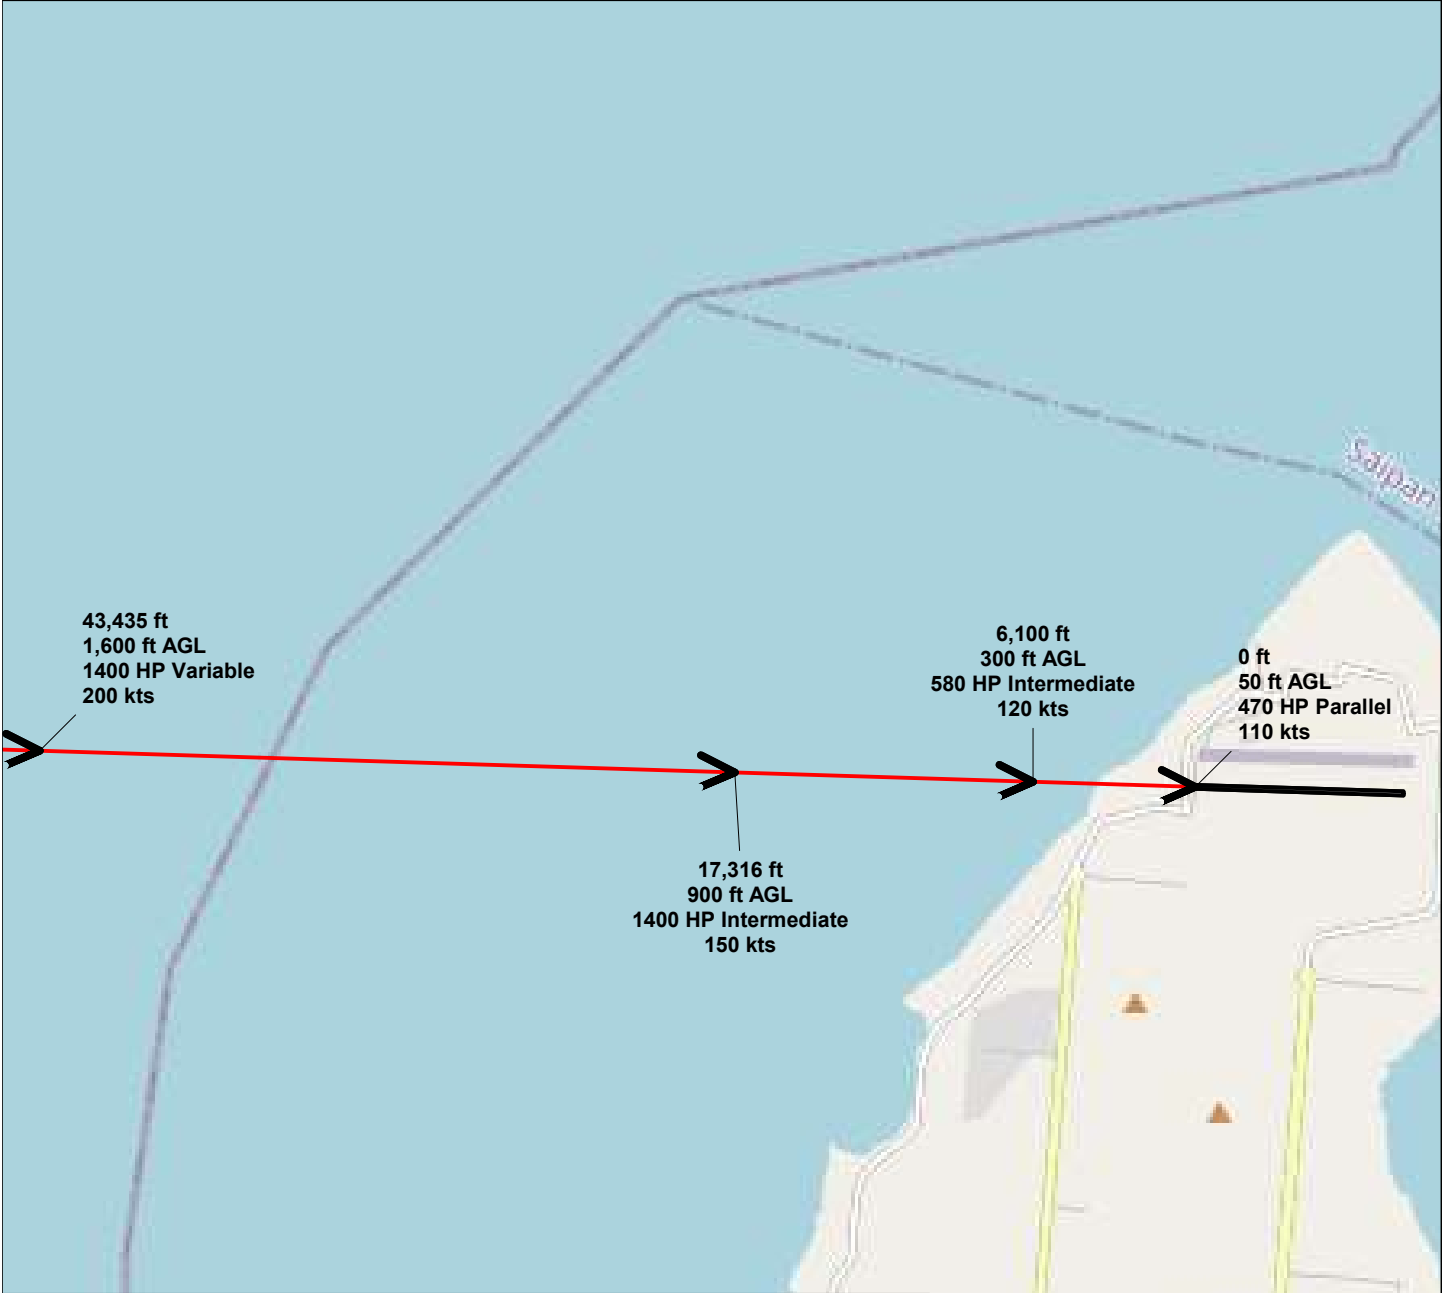 Saipan
43,435 ft
1,600 ft AGL
1400 HP Variable
200 kts
6,100 ft
300 ft AGL
580 HP Intermediate
120 kts
0 ft
50 ft AGL
470 HP Parallel
110 kts
17,316 ft
900 ft AGL
1400 HP Intermediate
150 kts